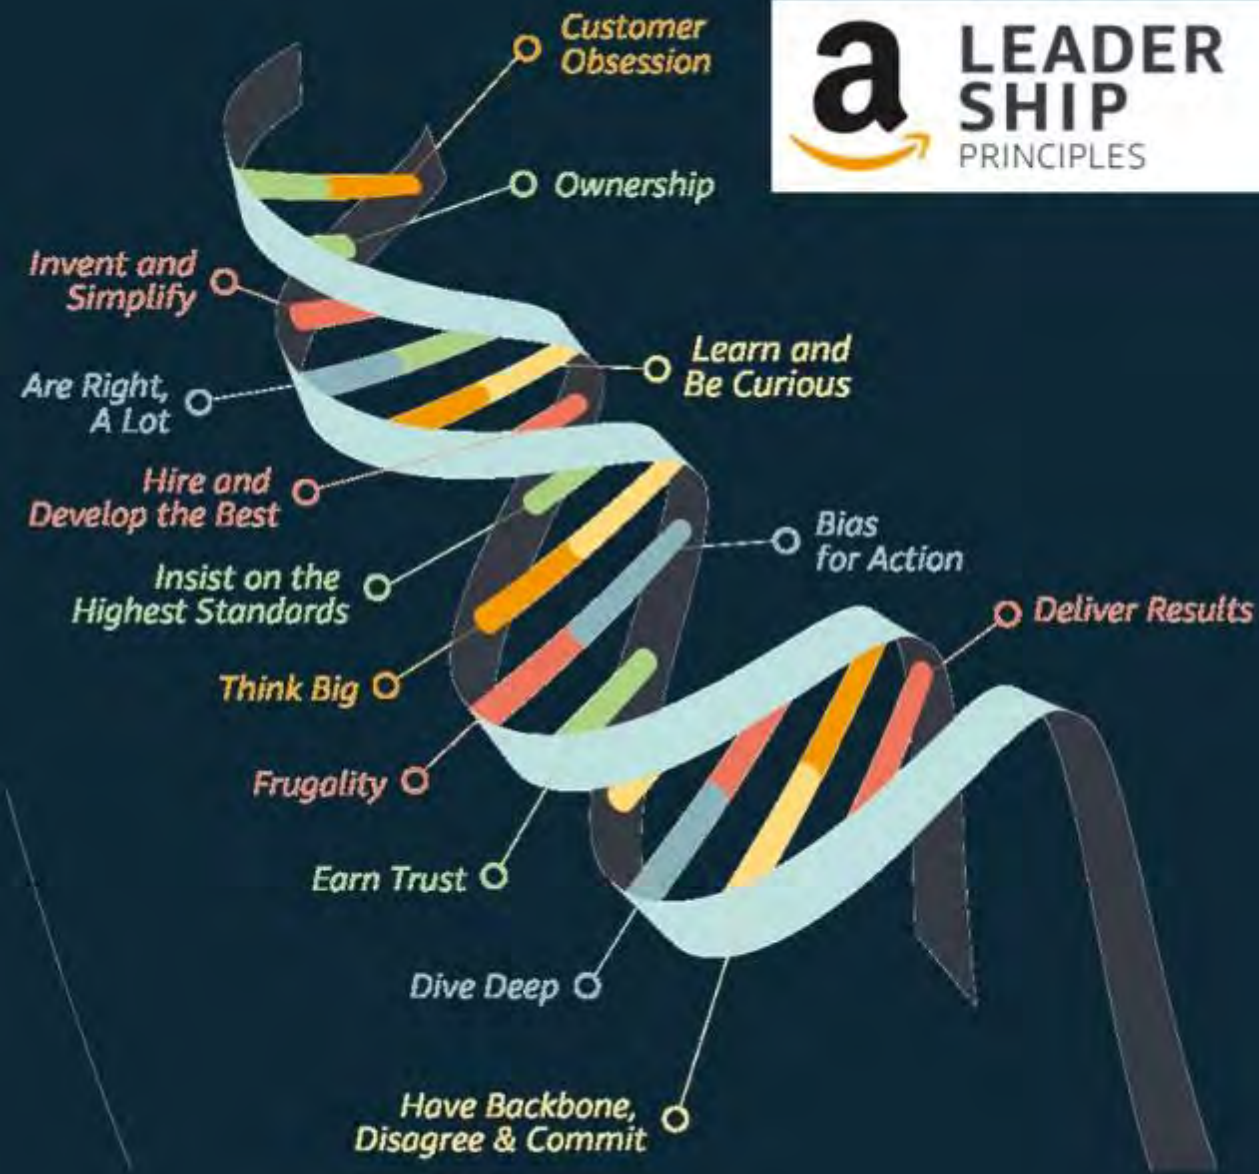 Customer
Obsession
a
LEADER
SHIP
PRINCIPLES
Ownership
Invent and
Simplify
Learn and
Be Curious
Are Right,
A Lot
Hire and
Develop the Best
Bias
for Action
Insist on the
Highest Standards
Deliver Results
Think Big
Frugality
Earn Trust
Dive Deep
Have Backbone,
Disagree & Commit